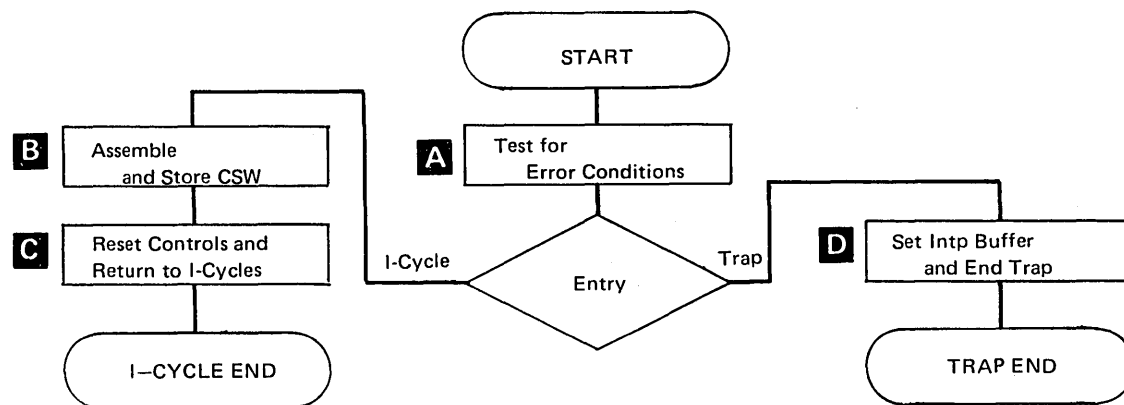 START
A
Test for
Error Conditions
Entry
I-Cycle
B
Assemble
and Store CSW
C
Reset Controls and
Return to I-Cycles
I—CYCLE END
Trap
D
Set Intp Buffer
and End Trap
TRAP END